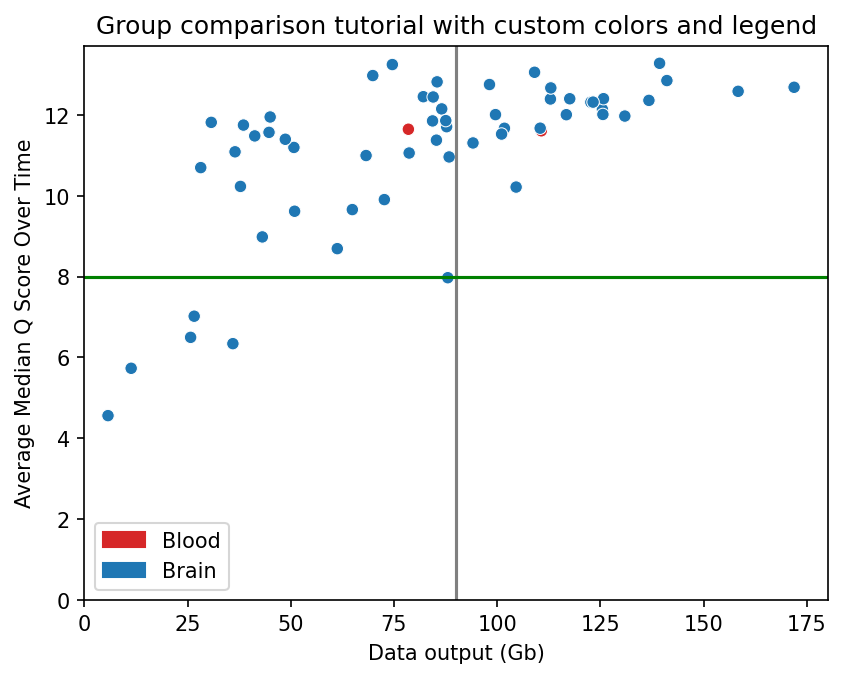 Group comparison tutorial with custom colors and legend
Average Median Q Score Over Time
12
10
8
6
4
2
0
Blood
Brain
0 25 50 75 100 125 150 175
Data output (Gb)